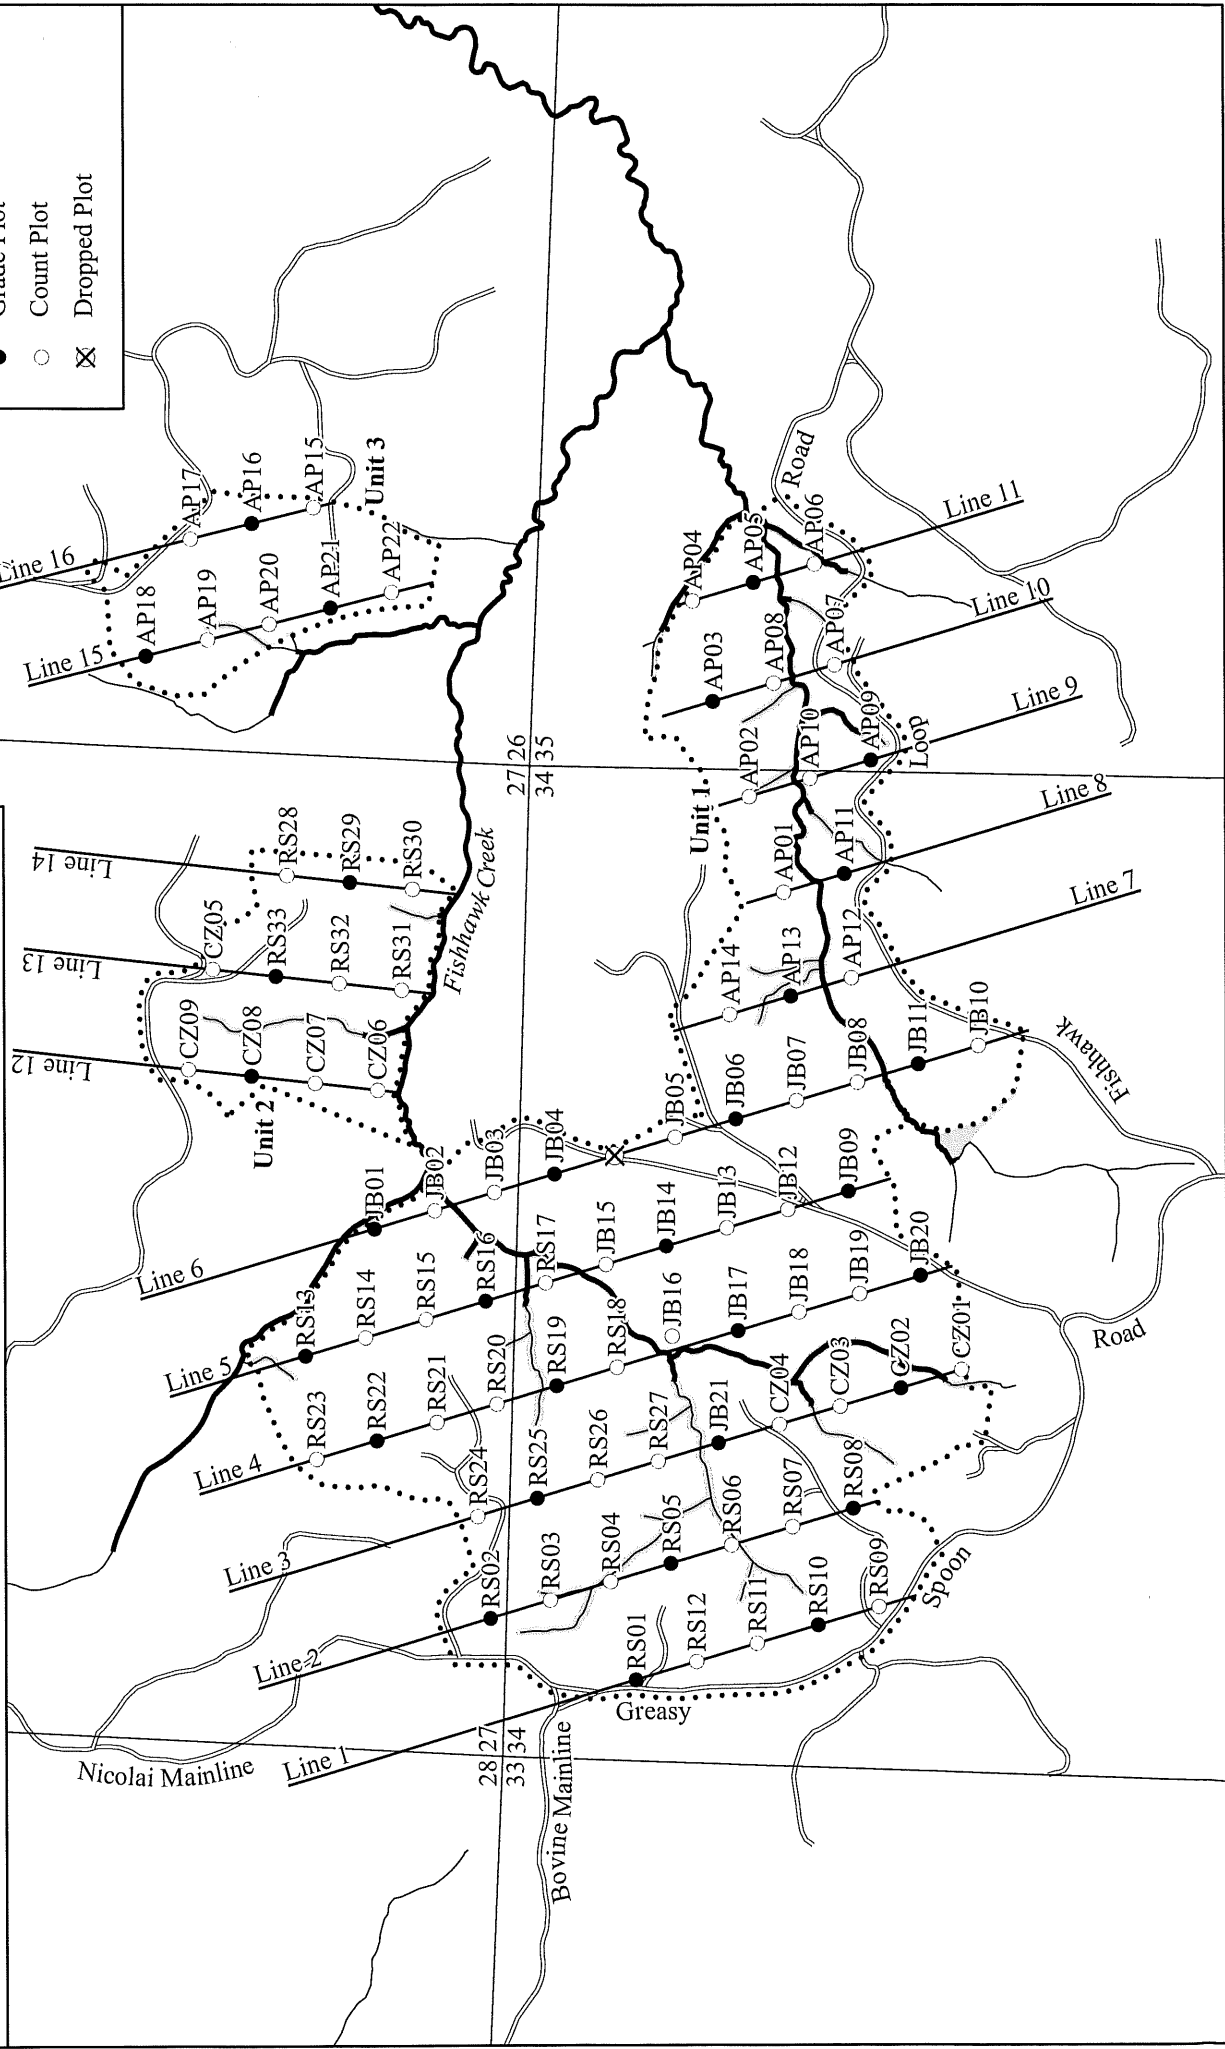 Count Plot
Dropped Plot
Line 16
AP17
AP16
AP15
Unit 3
Line 15
AP18
AP19
AP20
AP21
AP22
27 26
34 35
Line 14
RS28
RS29
RS30
Line 13
CZ05
RS33
RS32
RS31
Line 12
CZ09
CZ08
CZ07
CZ06
Unit 2
Fishhawk Creek
Road
AP04
AP05
AP06
Line 11
AP03
AP08
AP07
Line 10
AP02
AP10
AP09
Line 9
Loop
Unit 1
AP01
AP11
Line 8
AP14
AP13
AP12
Line 7
Line 6
JB01
JB02
JB03
JB04
JB05
JB06
JB07
JB08
JB11
JB10
Fishhawk
Line 5
RS13
RS14
RS15
RS16
RS17
JB15
JB14
JB13
JB12
JB09
Line 4
RS23
RS22
RS21
RS20
RS19
RS18
JB16
JB17
JB18
JB19
JB20
Road
Line 3
RS24
RS25
RS26
RS27
JB21
CZ04
CZ03
CZ02
CZ01
Line 2
RS02
RS03
RS04
RS05
RS06
RS07
RS08
Line 1
RS01
RS12
RS11
RS10
RS09
Greasy
Spoon
28 27
33 34
Nicolai Mainline
Bovine Mainline